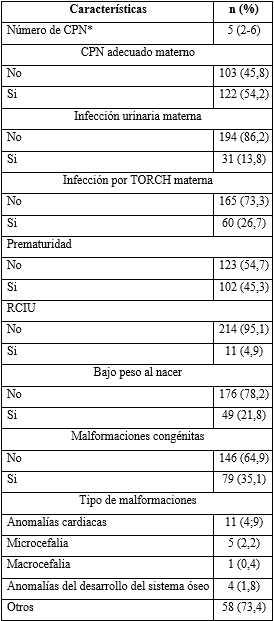 Características n (%)
Número de CPN* 5 (2-6)
CPN adecuado materno
No 103 (45,8)
Si 122 (54,2)
Infección urinaria materna
No 194 (86,2)
Si 31 (13,8)
Infección por TORCH materna
No 165 (73,3)
Si 60 (26,7)
Prematuridad
No 123 (54,7)
Si 102 (45,3)
RCIU
No 214 (95,1)
Si 11 (4,9)
Bajo peso al nacer
No 176 (78,2)
Si 49 (21,8)
Malformaciones congénitas
No 146 (64,9)
Si 79 (35,1)
Tipo de malformaciones
Anomalías cardiacas 11 (4;9)
Microcefalia 5 (2,2)
Macrocefalia 1 (0,4)
Anomalías del desarrollo del sistema óseo 4 (1,8)
Otros 58 (73,4)